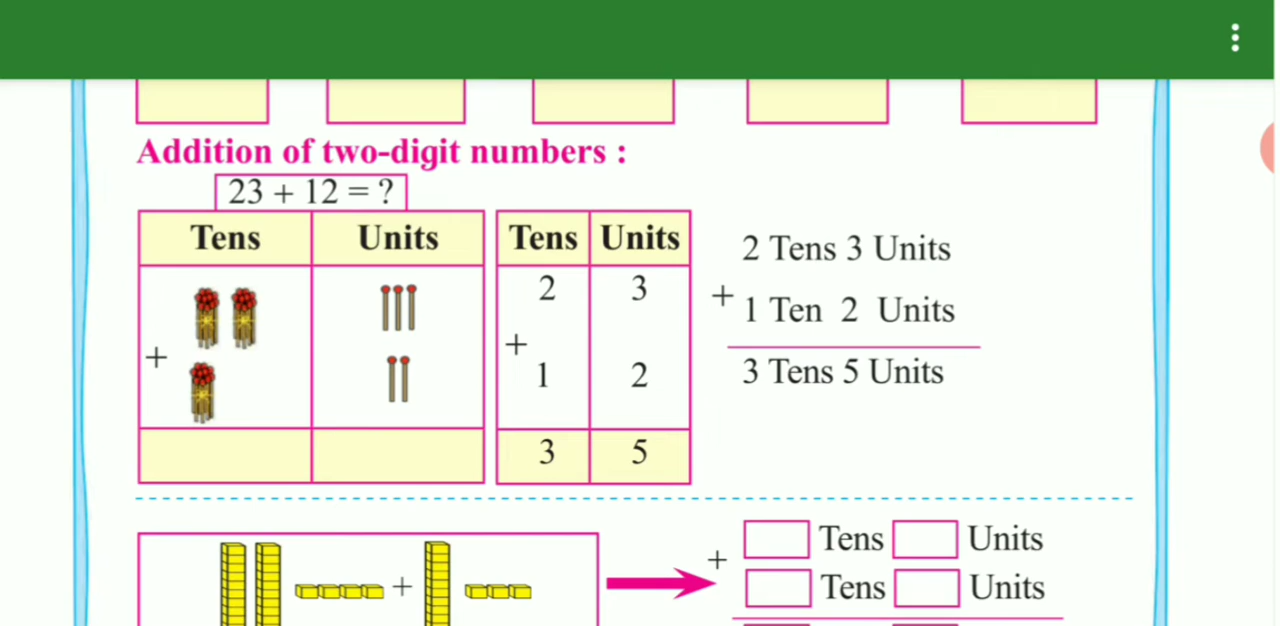 Addition of two-digit numbers :
23 + 12 = ?
Tens Units Tens Units
2 3
+ +
1 2
3 5
2 Tens 3 Units
+ 1 Ten 2 Units
3 Tens 5 Units
+
Tens Units
+
Tens Units